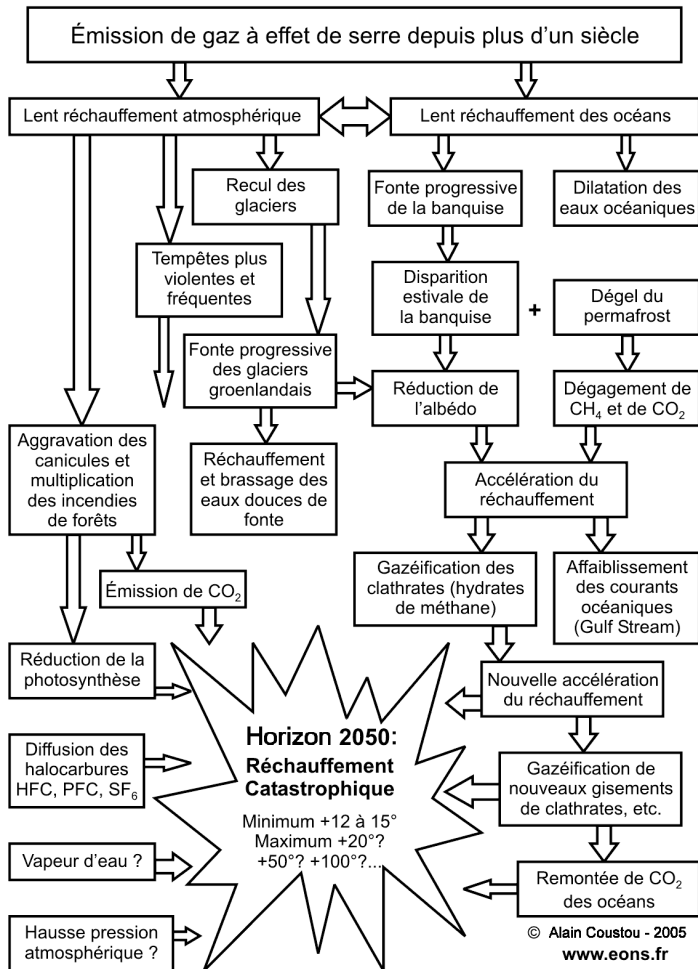 Émission de gaz à effet de serre depuis plus d'un siècle
Lent réchauffement atmosphérique
Lent réchauffement des océans
Recul des
glaciers
Fonte progressive
de la banquise
Dilatation des
eaux océaniques
Tempêtes plus
violentes et
fréquentes
Disparition
estivale de
la banquise
+
Dégel du
permafrost
Fonte progressive
des glaciers
groenlandais
Réduction de
l'albédo
Dégagement de
CH₄ et de CO₂
Aggravation des
canicules et
multiplication
des incendies
de forêts
Réchauffement
et brassage des
eaux douces de
fonte
Accélération du
réchauffement
Gazéification des
clathrates (hydrates
de méthane)
Affaiblissement
des courants
océaniques
(Gulf Stream)
Émission de CO₂
Réduction de la
photosynthèse
Nouvelle accélération
du réchauffement
Diffusion des
halocarbures
HFC, PFC, SF₆
Horizon 2050:
Réchauffement
Catastrophique
Minimum +12 à 15°
Maximum +20°?
+50°? +100°?...
Gazéification de
nouveaux gisements
de clathrates, etc.
Vapeur d'eau ?
Remontée de CO₂
des océans
Hausse pression
atmosphérique ?
© Alain Coustou - 2005
www.eons.fr